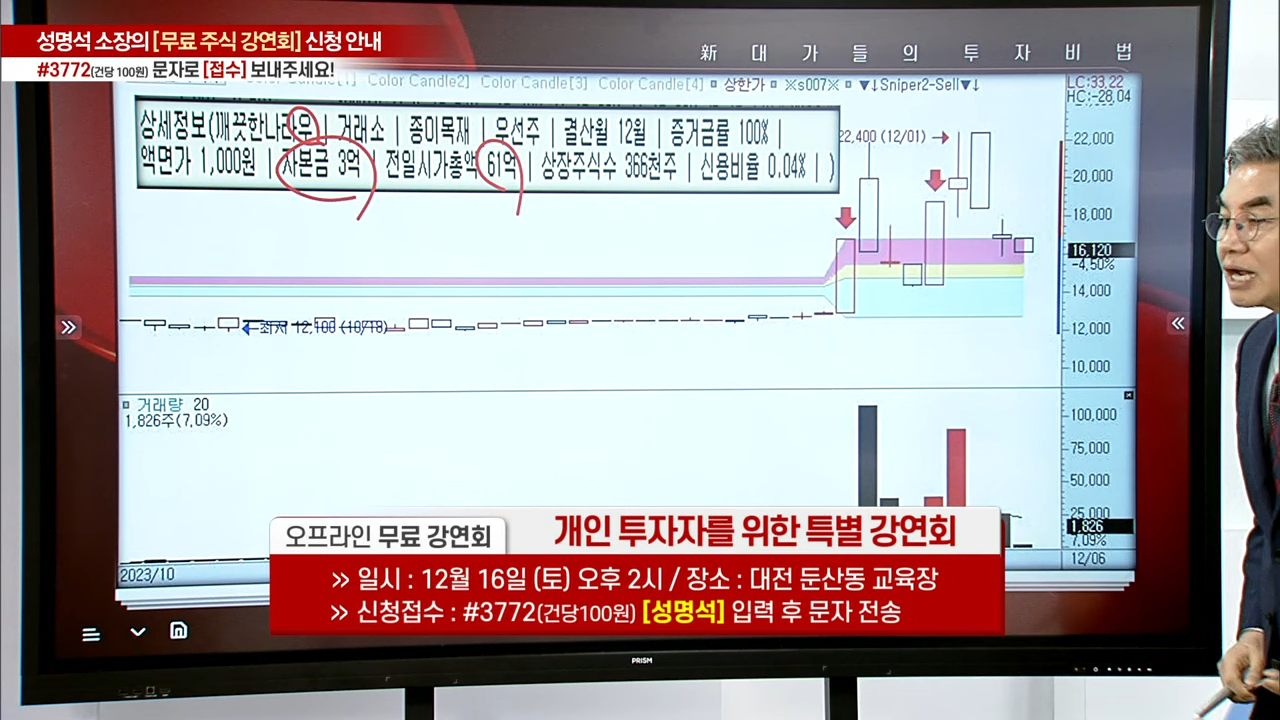 성명석 소장의 [무료 주식 강연회] 신청 안내
#3772(건당 100원) 문자로 [접수] 보내주세요!
新 대 가 들 의 투 자 비 법
Color Candle2] Color Candle[3] Color Candle[4] 상한가 ※s007※ ▼↓Sniper2-Sell▼↓
LC:33,22
HC:-28,04
상세정보(깨끗한나라우 | 거래소 | 종이목재 | 우선주 | 결산월 12월 | 증거금률 100% |
액면가 1,000원 | 자본금 3억 | 전일시가총액 61억 | 상장주식수 366천주 | 신용비율 0.04% | )
22,400 (12/01) →
22,000
20,000
18,000
16,120
-4,50%
14,000
12,000
10,000
←최저 12,100 (10/18)
거래량 20
1,826주(7,09%)
100,000
75,000
50,000
25,000
1,826
7,09%
2023/10
12/06
오프라인 무료 강연회
개인 투자자를 위한 특별 강연회
>> 일시 : 12월 16일 (토) 오후 2시 / 장소 : 대전 둔산동 교육장
>> 신청접수 : #3772(건당100원) [성명석] 입력 후 문자 전송
PRISM